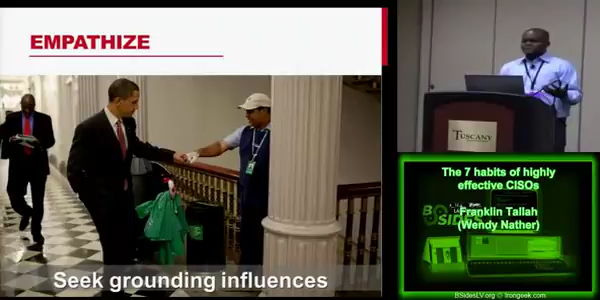 EMPATHIZE
Seek grounding influences
TUSCANY
The 7 habits of highly
effective CISOs
BSIDES
Franklin Tallah
(Wendy Nather)
BSidesLV.org @ Irongeek.com